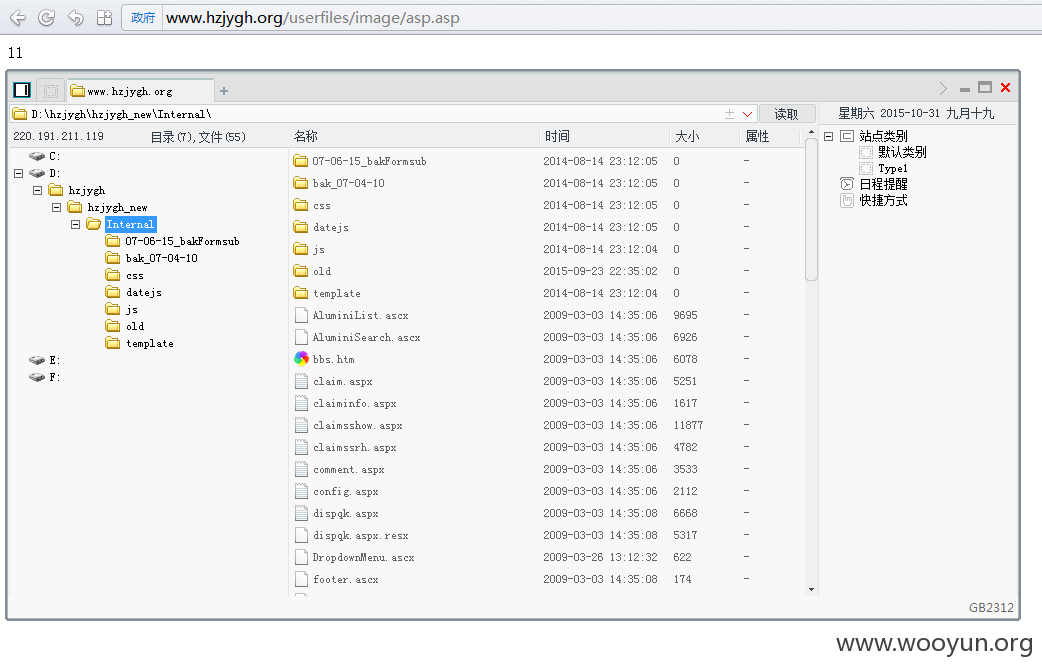 政府 www.hzjygh.org/userfiles/image/asp.asp
11
www.hzjygh.org
D:\hzjygh\hzjygh_new\Internal\ 读取 星期六 2015-10-31 九月十九
220.191.211.119 目录(7),文件(55) 名称 时间 大小 属性
C:
D:
hzjygh
hzjygh_new
Internal
07-06-15_bakFormsub
bak_07-04-10
css
datejs
js
old
template
E:
F:
07-06-15_bakFormsub 2014-08-14 23:12:05 0 -
bak_07-04-10 2014-08-14 23:12:05 0 -
css 2014-08-14 23:12:05 0 -
datejs 2014-08-14 23:12:05 0 -
js 2014-08-14 23:12:04 0 -
old 2015-09-23 22:35:02 0 -
template 2014-08-14 23:12:04 0 -
AluminiList.ascx 2009-03-03 14:35:06 9695 -
AluminiSearch.ascx 2009-03-03 14:35:06 6926 -
bbs.htm 2009-03-03 14:35:06 6078 -
claim.aspx 2009-03-03 14:35:06 5251 -
claiminfo.aspx 2009-03-03 14:35:06 1617 -
claimsshow.aspx 2009-03-03 14:35:06 11877 -
claimssrh.aspx 2009-03-03 14:35:06 4782 -
comment.aspx 2009-03-03 14:35:06 3533 -
config.aspx 2009-03-03 14:35:06 2112 -
dispqk.aspx 2009-03-03 14:35:08 6668 -
dispqk.aspx.resx 2009-03-03 14:35:08 5317 -
DropdownMenu.ascx 2009-03-26 13:12:32 622 -
footer.ascx 2009-03-03 14:35:08 174 -
站点类别
默认类别
Type1
日程提醒
快捷方式
GB2312
www.wooyun.org